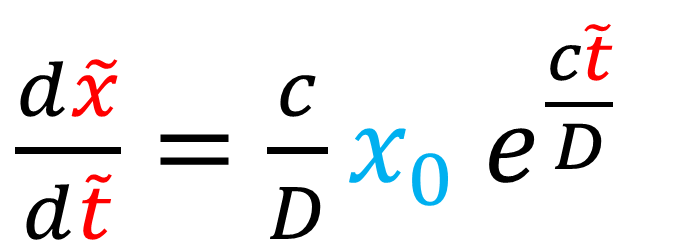 dx̃/dt̃ = c/D x₀ e^(ct̃/D)